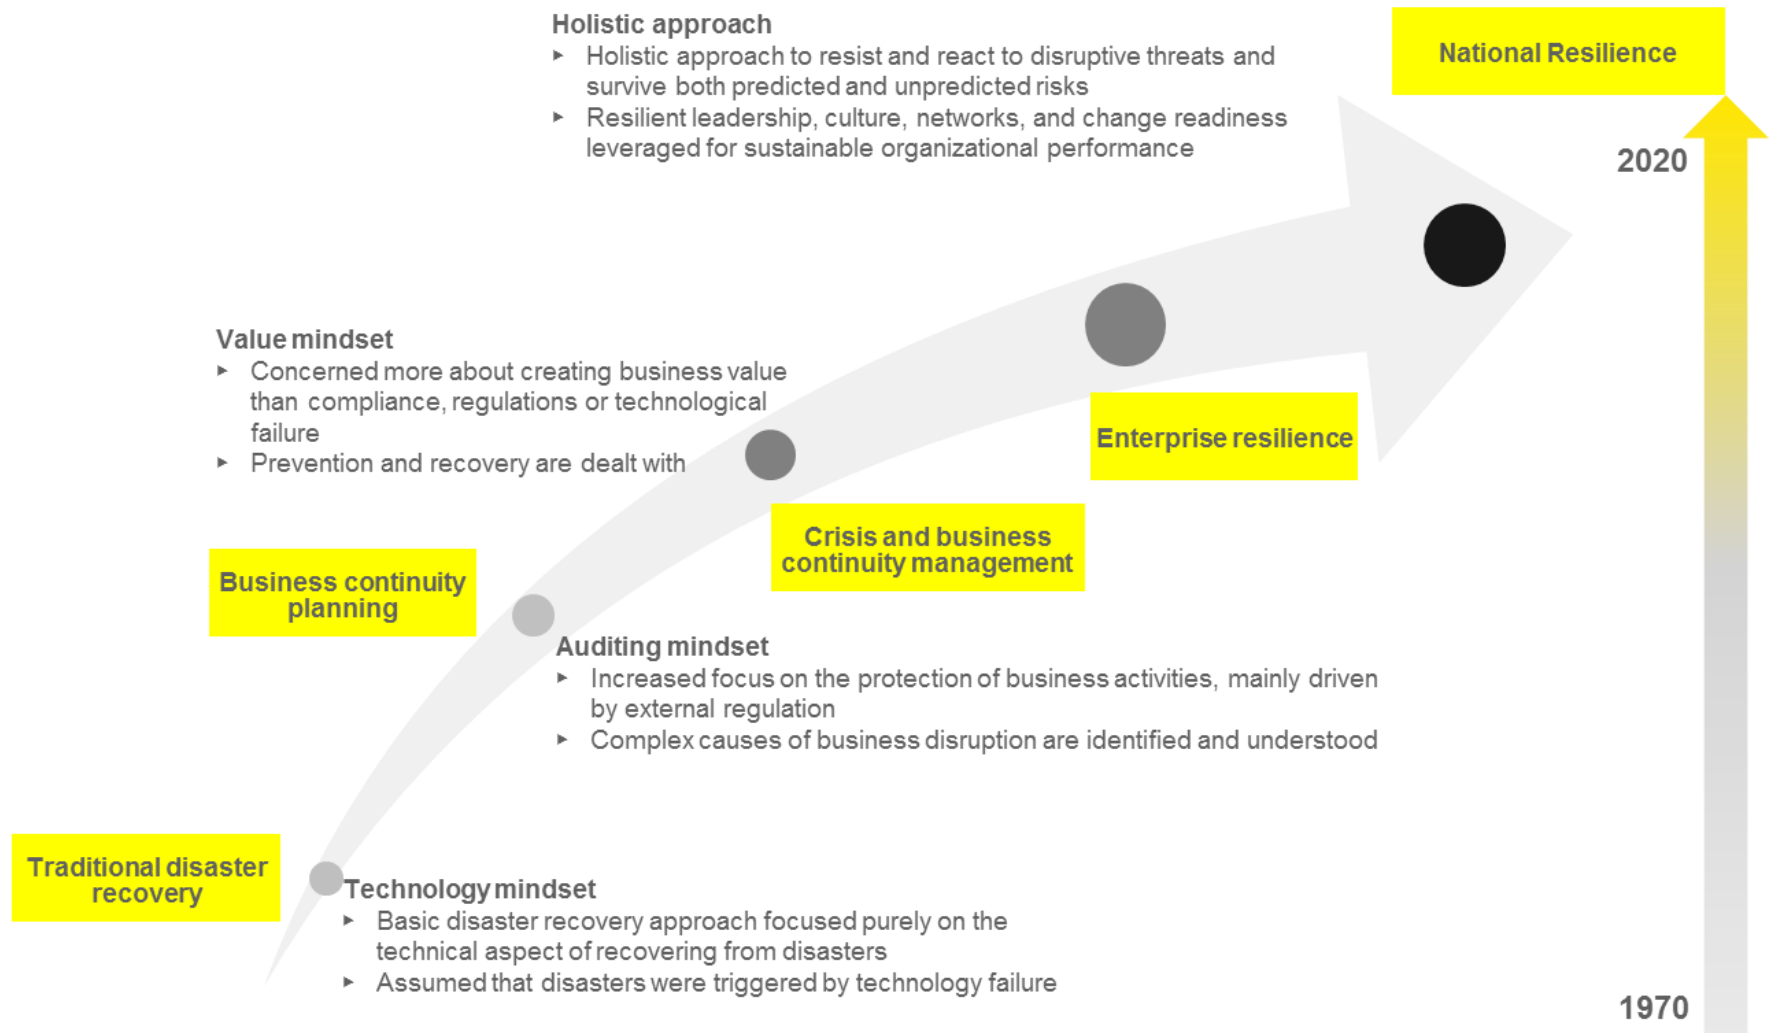 Holistic approach
▸ Holistic approach to resist and react to disruptive threats and
survive both predicted and unpredicted risks
▸ Resilient leadership, culture, networks, and change readiness
leveraged for sustainable organizational performance
National Resilience
2020
Value mindset
▸ Concerned more about creating business value
than compliance, regulations or technological
failure
▸ Prevention and recovery are dealt with
Enterprise resilience
Crisis and business
continuity management
Business continuity
planning
Auditing mindset
▸ Increased focus on the protection of business activities, mainly driven
by external regulation
▸ Complex causes of business disruption are identified and understood
Traditional disaster
recovery
Technology mindset
▸ Basic disaster recovery approach focused purely on the
technical aspect of recovering from disasters
▸ Assumed that disasters were triggered by technology failure
1970